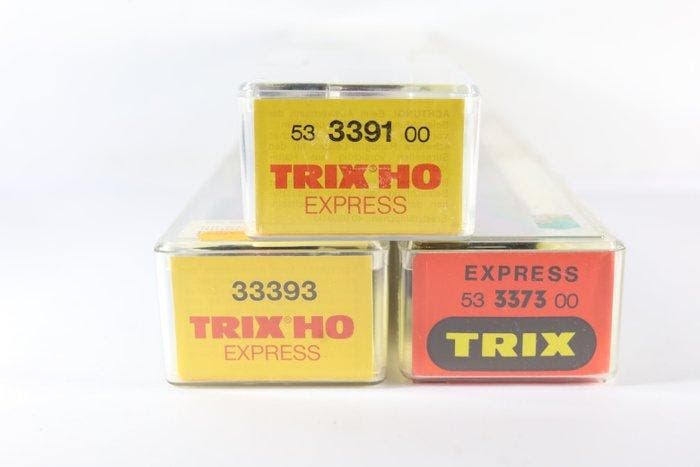 53 3391 00
TRIX® HO
EXPRESS
33393
TRIX® HO
EXPRESS
EXPRESS
53 3373 00
TRIX